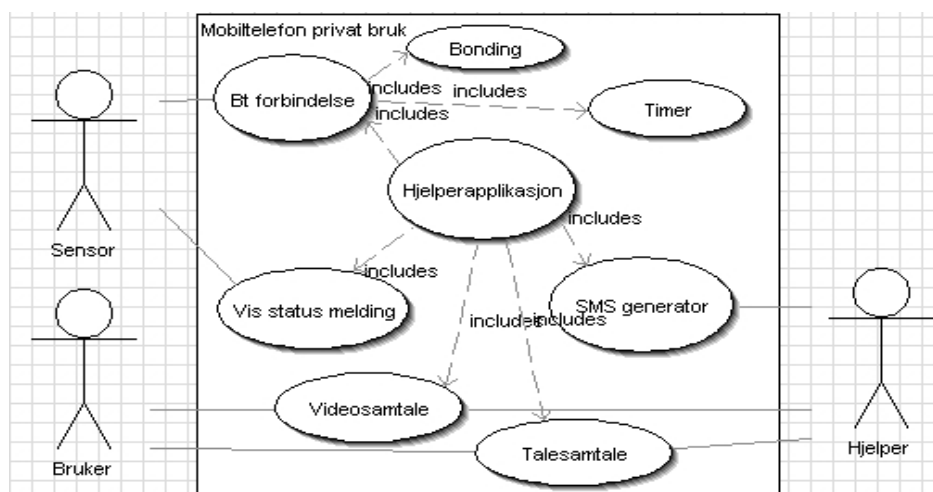 Mobiltelefon privat bruk
Bonding
Bt forbindelse
includes
includes
includes
Timer
Hjelperapplikasjon
includes
Sensor
includes
Vis status melding
SMS generator
includes
includes
Videosamtale
Talesamtale
Bruker
Hjelper